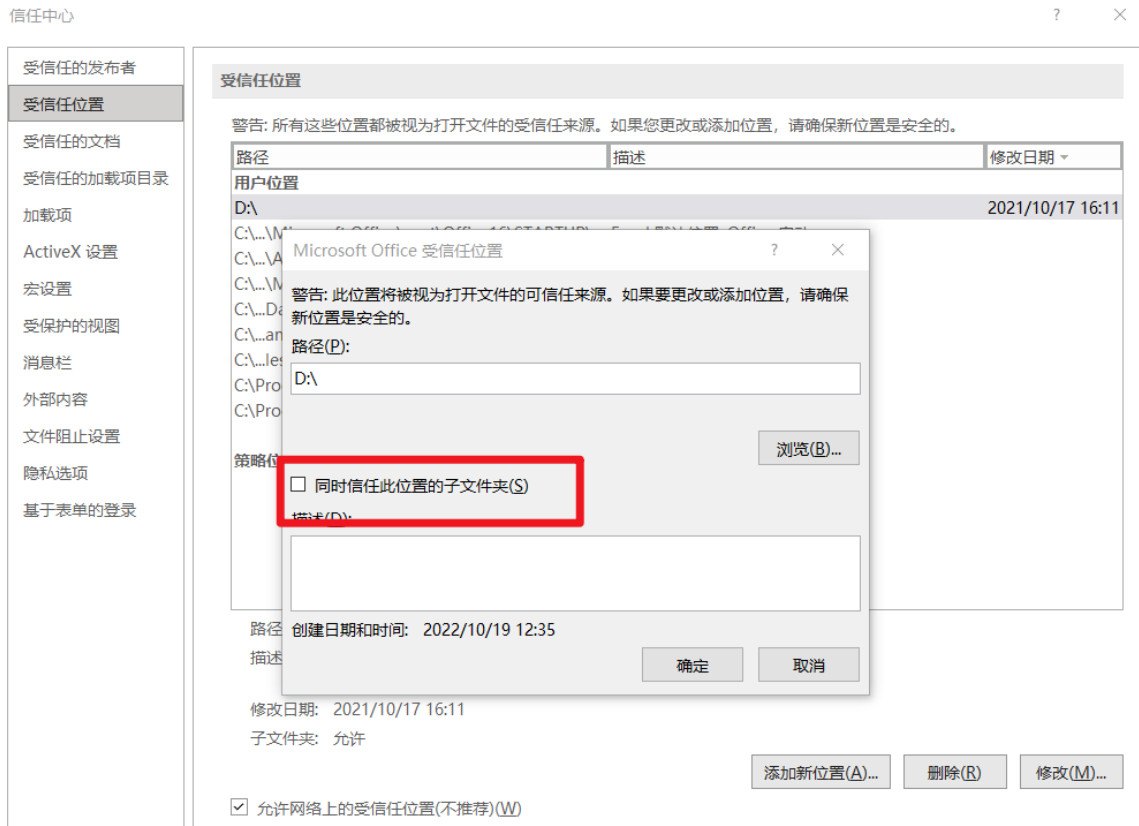 信任中心
受信任的发布者
受信任位置
受信任的文档
受信任的加载项目录
加载项
ActiveX 设置
宏设置
受保护的视图
消息栏
外部内容
文件阻止设置
隐私选项
基于表单的登录
受信任位置
警告: 所有这些位置都被视为打开文件的受信任来源。如果您更改或添加位置，请确保新位置是安全的。
路径 描述 修改日期
用户位置
D:\ 2021/10/17 16:11
C:\...\M
C:\...\A
C:\...\M
C:\...Da
C:\...an
C:\...les
C:\Pro
C:\Pro
策略位
Microsoft Office 受信任位置
警告: 此位置将被视为打开文件的可信任来源。如果要更改或添加位置，请确保
新位置是安全的。
路径(P):
D:\
浏览(B)...
同时信任此位置的子文件夹(S)
描述(D):
创建日期和时间: 2022/10/19 12:35
确定 取消
路径
描述
修改日期: 2021/10/17 16:11
子文件夹: 允许
添加新位置(A)... 删除(R) 修改(M)...
允许网络上的受信任位置(不推荐)(W)